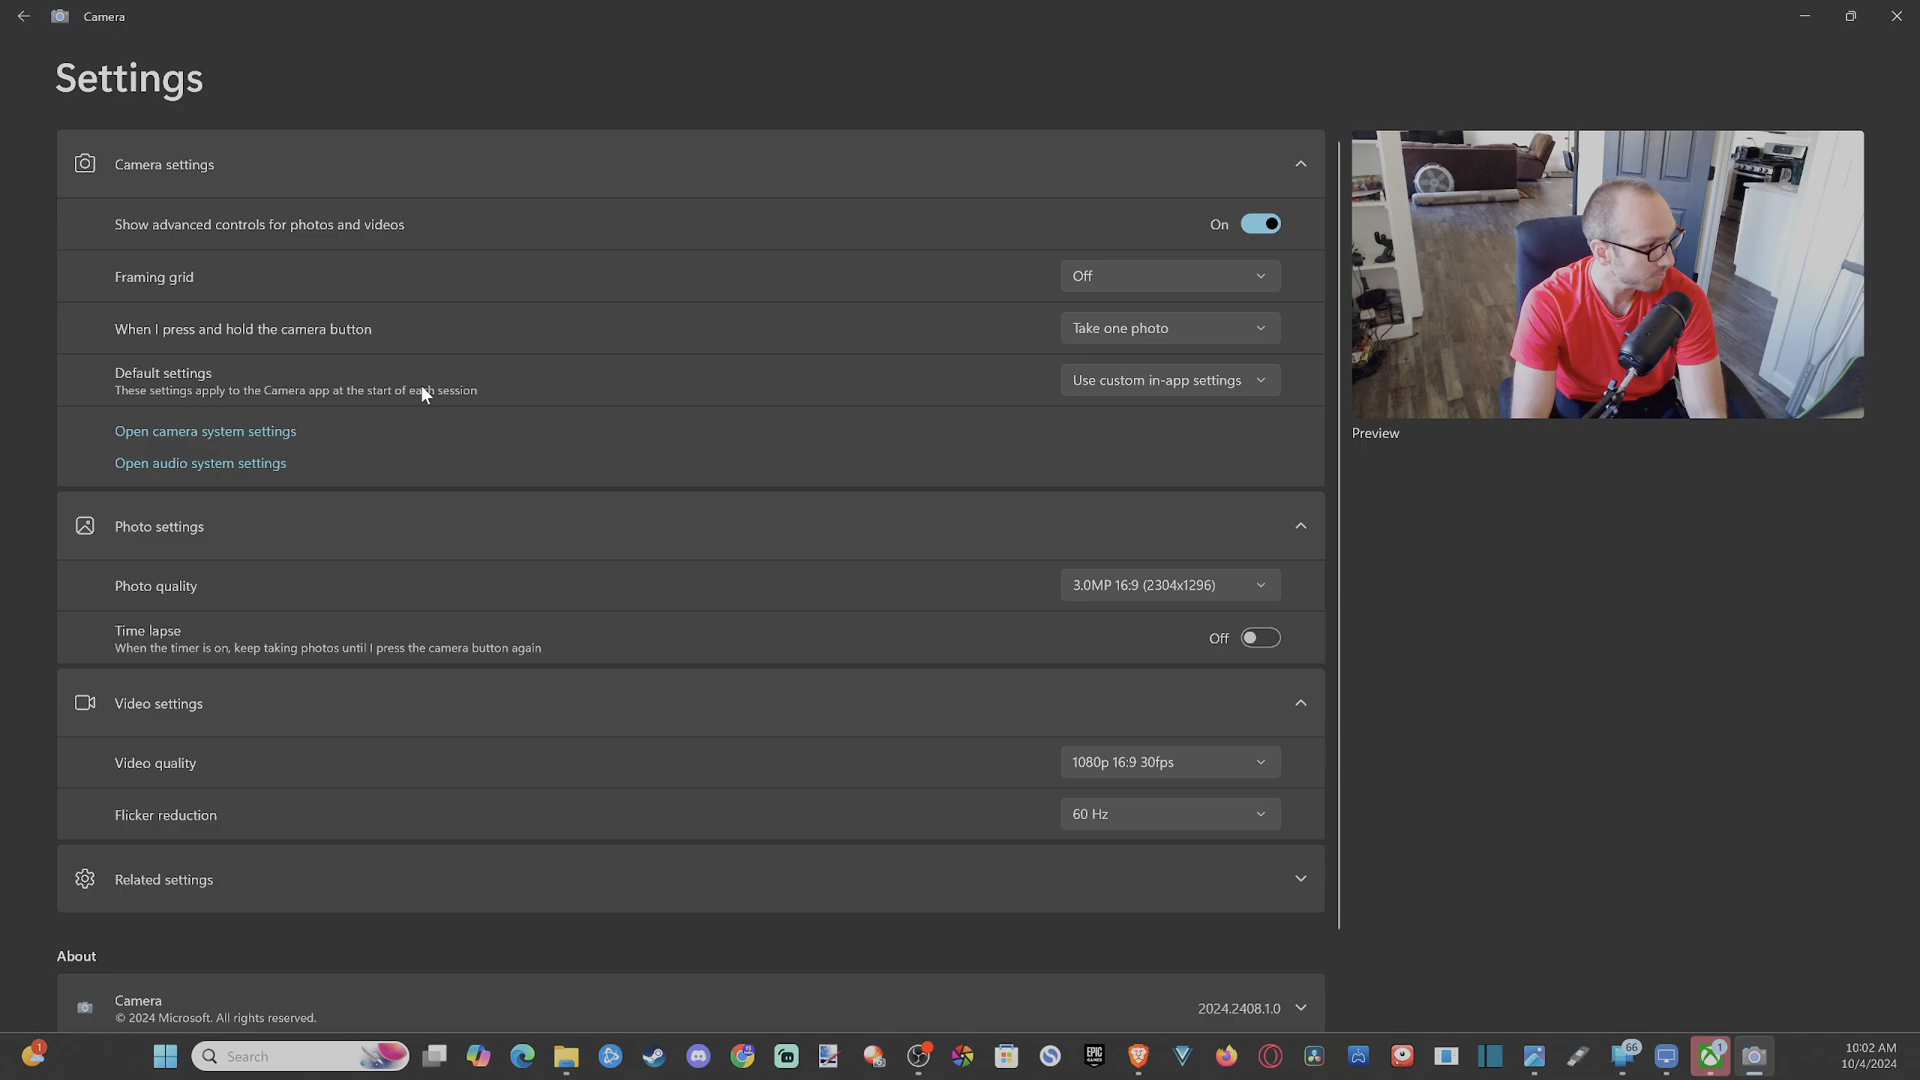 Camera
Settings
Camera settings
Show advanced controls for photos and videos
On
Framing grid
Off
When I press and hold the camera button
Take one photo
Default settings
These settings apply to the Camera app at the start of each session
Use custom in-app settings
Open camera system settings
Open audio system settings
Preview
Photo settings
Photo quality
3.0MP 16:9 (2304x1296)
Time lapse
When the timer is on, keep taking photos until I press the camera button again
Off
Video settings
Video quality
1080p 16:9 30fps
Flicker reduction
60 Hz
Related settings
About
Camera
© 2024 Microsoft. All rights reserved.
2024.2408.1.0
1
Search
EPIC
GAMES
66
1
10:02 AM
10/4/2024